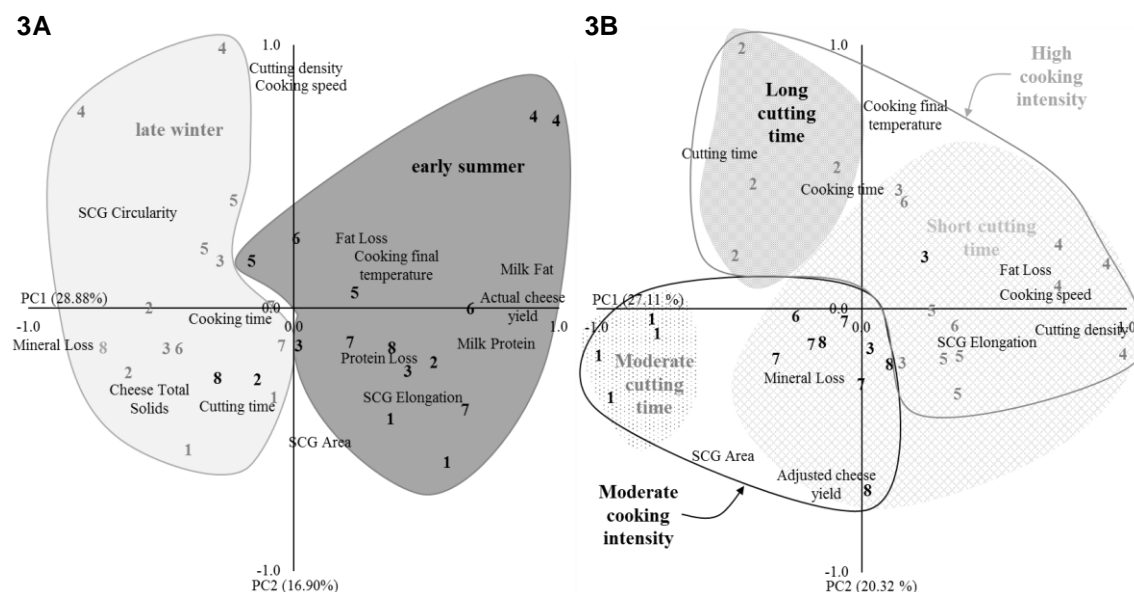 3A
1.0
4
Cutting density
Cooking speed
4
late winter
4 4
early summer
5
SCG Circularity
5
3
6
5
Fat Loss
Cooking final
temperature
Milk Fat
5
PC1 (28.88%)
2
0.0
6
Actual cheese
yield
-1.0
1.0
Cooking time
Mineral Loss
8
3 6
7
3
7
8
Milk Protein
Protein Loss
2
Cheese Total
Solids
8
2
3
2
Cutting time
1
SCG Elongation
1
7
1
SCG Area
1
-1.0
PC2 (16.90%)
3B
1.0
2
High
cooking
intensity
Long
cutting
time
Cooking final
temperature
Cutting time
2
2
Cooking time
3
6
Short cutting
time
2
3
4
4
Fat Loss
4
Cooking speed
PC1 (27.11 %)
-1.0
0.0
1.0
1
6
7
3
6
Cutting density
1
7
8
3
SCG Elongation
1
Moderate
cutting
time
7
8
3
5
5
4
Mineral Loss
7
1
5
SCG Area
Adjusted cheese
yield
8
Moderate
cooking
intensity
-1.0
PC2 (20.32 %)